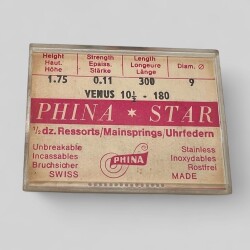 Height Strength Length
Haut. Epaiss. Longeure Diam. Ø
Höhe Stärke Länge
1.75 0.11 300 9
VENUS 10½ - 180
PHINA ★ STAR
½ dz. Ressorts/Mainsprings/Uhrfedern
Unbreakable Stainless
Incassables PHINA Inoxydables
Bruchsicher Rostfrei
SWISS MADE